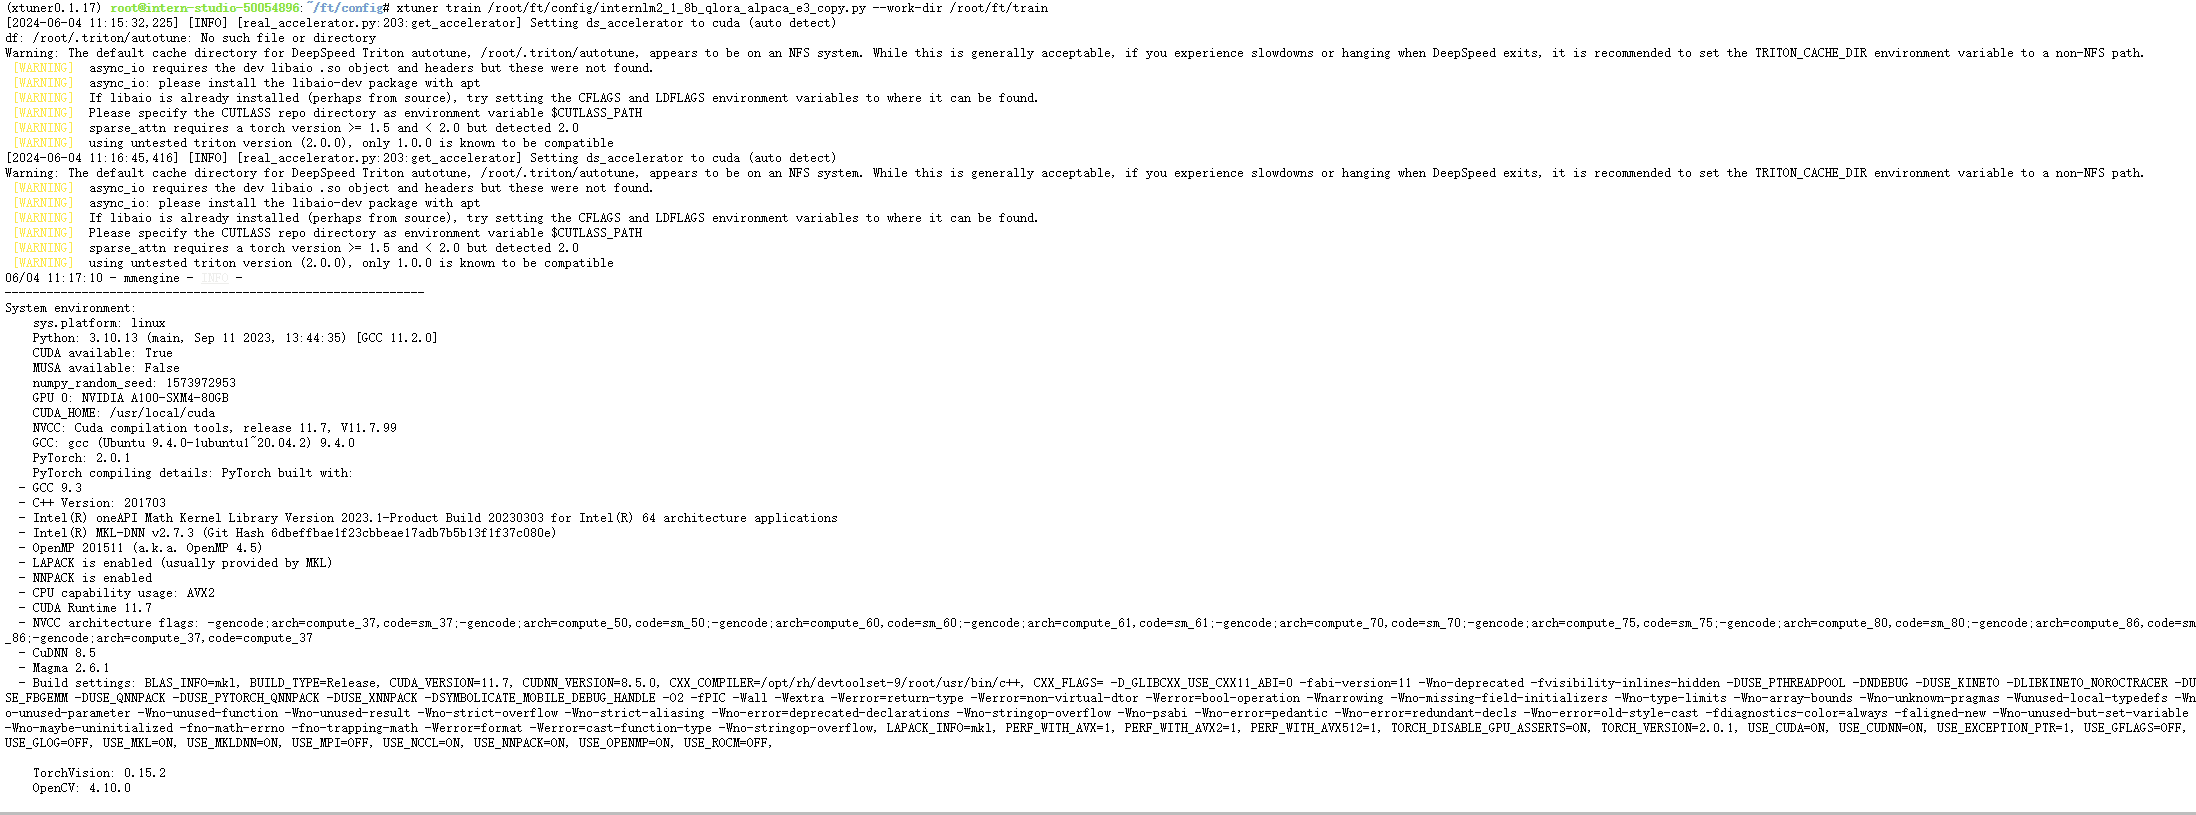 (xtuner0.1.17) root@intern-studio-50054896:~/ft/config# xtuner train /root/ft/config/internlm2_1_8b_qlora_alpaca_e3_copy.py --work-dir /root/ft/train
[2024-06-04 11:15:32,225] [INFO] [real_accelerator.py:203:get_accelerator] Setting ds_accelerator to cuda (auto detect)
df: /root/.triton/autotune: No such file or directory
Warning: The default cache directory for DeepSpeed Triton autotune, /root/.triton/autotune, appears to be on an NFS system. While this is generally acceptable, if you experience slowdowns or hanging when DeepSpeed exits, it is recommended to set the TRITON_CACHE_DIR environment variable to a non-NFS path.
[WARNING] async_io requires the dev libaio .so object and headers but these were not found.
[WARNING] async_io: please install the libaio-dev package with apt
[WARNING] If libaio is already installed (perhaps from source), try setting the CFLAGS and LDFLAGS environment variables to where it can be found.
[WARNING] Please specify the CUTLASS repo directory as environment variable $CUTLASS_PATH
[WARNING] sparse_attn requires a torch version >= 1.5 and < 2.0 but detected 2.0
[WARNING] using untested triton version (2.0.0), only 1.0.0 is known to be compatible
[2024-06-04 11:16:45,416] [INFO] [real_accelerator.py:203:get_accelerator] Setting ds_accelerator to cuda (auto detect)
Warning: The default cache directory for DeepSpeed Triton autotune, /root/.triton/autotune, appears to be on an NFS system. While this is generally acceptable, if you experience slowdowns or hanging when DeepSpeed exits, it is recommended to set the TRITON_CACHE_DIR environment variable to a non-NFS path.
[WARNING] async_io requires the dev libaio .so object and headers but these were not found.
[WARNING] async_io: please install the libaio-dev package with apt
[WARNING] If libaio is already installed (perhaps from source), try setting the CFLAGS and LDFLAGS environment variables to where it can be found.
[WARNING] Please specify the CUTLASS repo directory as environment variable $CUTLASS_PATH
[WARNING] sparse_attn requires a torch version >= 1.5 and < 2.0 but detected 2.0
[WARNING] using untested triton version (2.0.0), only 1.0.0 is known to be compatible
06/04 11:17:10 - mmengine - INFO -
------------------------------------------------------------
System environment:
sys.platform: linux
Python: 3.10.13 (main, Sep 11 2023, 13:44:35) [GCC 11.2.0]
CUDA available: True
MUSA available: False
numpy_random_seed: 1573972953
GPU 0: NVIDIA A100-SXM4-80GB
CUDA_HOME: /usr/local/cuda
NVCC: Cuda compilation tools, release 11.7, V11.7.99
GCC: gcc (Ubuntu 9.4.0-1ubuntu1~20.04.2) 9.4.0
PyTorch: 2.0.1
PyTorch compiling details: PyTorch built with:
- GCC 9.3
- C++ Version: 201703
- Intel(R) oneAPI Math Kernel Library Version 2023.1-Product Build 20230303 for Intel(R) 64 architecture applications
- Intel(R) MKL-DNN v2.7.3 (Git Hash 6dbeffbae1f23cbbeae17adb7b5b13f1f37c080e)
- OpenMP 201511 (a.k.a. OpenMP 4.5)
- LAPACK is enabled (usually provided by MKL)
- NNPACK is enabled
- CPU capability usage: AVX2
- CUDA Runtime 11.7
- NVCC architecture flags: -gencode;arch=compute_37,code=sm_37;-gencode;arch=compute_50,code=sm_50;-gencode;arch=compute_60,code=sm_60;-gencode;arch=compute_61,code=sm_61;-gencode;arch=compute_70,code=sm_70;-gencode;arch=compute_75,code=sm_75;-gencode;arch=compute_80,code=sm_80;-gencode;arch=compute_86,code=sm
_86;-gencode;arch=compute_37,code=compute_37
- CuDNN 8.5
- Magma 2.6.1
- Build settings: BLAS_INFO=mkl, BUILD_TYPE=Release, CUDA_VERSION=11.7, CUDNN_VERSION=8.5.0, CXX_COMPILER=/opt/rh/devtoolset-9/root/usr/bin/c++, CXX_FLAGS= -D_GLIBCXX_USE_CXX11_ABI=0 -fabi-version=11 -Wno-deprecated -fvisibility-inlines-hidden -DUSE_PTHREADPOOL -DNDEBUG -DUSE_KINETO -DLIBKINETO_NOROCTRACER -DU
SE_FBGEMM -DUSE_QNNPACK -DUSE_PYTORCH_QNNPACK -DUSE_XNNPACK -DSYMBOLICATE_MOBILE_DEBUG_HANDLE -O2 -fPIC -Wall -Wextra -Werror=return-type -Werror=non-virtual-dtor -Werror=bool-operation -Wnarrowing -Wno-missing-field-initializers -Wno-type-limits -Wno-array-bounds -Wno-unknown-pragmas -Wunused-local-typedefs -Wn
o-unused-parameter -Wno-unused-function -Wno-unused-result -Wno-strict-overflow -Wno-strict-aliasing -Wno-error=deprecated-declarations -Wno-stringop-overflow -Wno-psabi -Wno-error=pedantic -Wno-error=redundant-decls -Wno-error=old-style-cast -fdiagnostics-color=always -faligned-new -Wno-unused-but-set-variable
-Wno-maybe-uninitialized -fno-math-errno -fno-trapping-math -Werror=format -Werror=cast-function-type -Wno-stringop-overflow, LAPACK_INFO=mkl, PERF_WITH_AVX=1, PERF_WITH_AVX2=1, PERF_WITH_AVX512=1, TORCH_DISABLE_GPU_ASSERTS=ON, TORCH_VERSION=2.0.1, USE_CUDA=ON, USE_CUDNN=ON, USE_EXCEPTION_PTR=1, USE_GFLAGS=OFF,
USE_GLOG=OFF, USE_MKL=ON, USE_MKLDNN=ON, USE_MPI=OFF, USE_NCCL=ON, USE_NNPACK=ON, USE_OPENMP=ON, USE_ROCM=OFF,
TorchVision: 0.15.2
OpenCV: 4.10.0